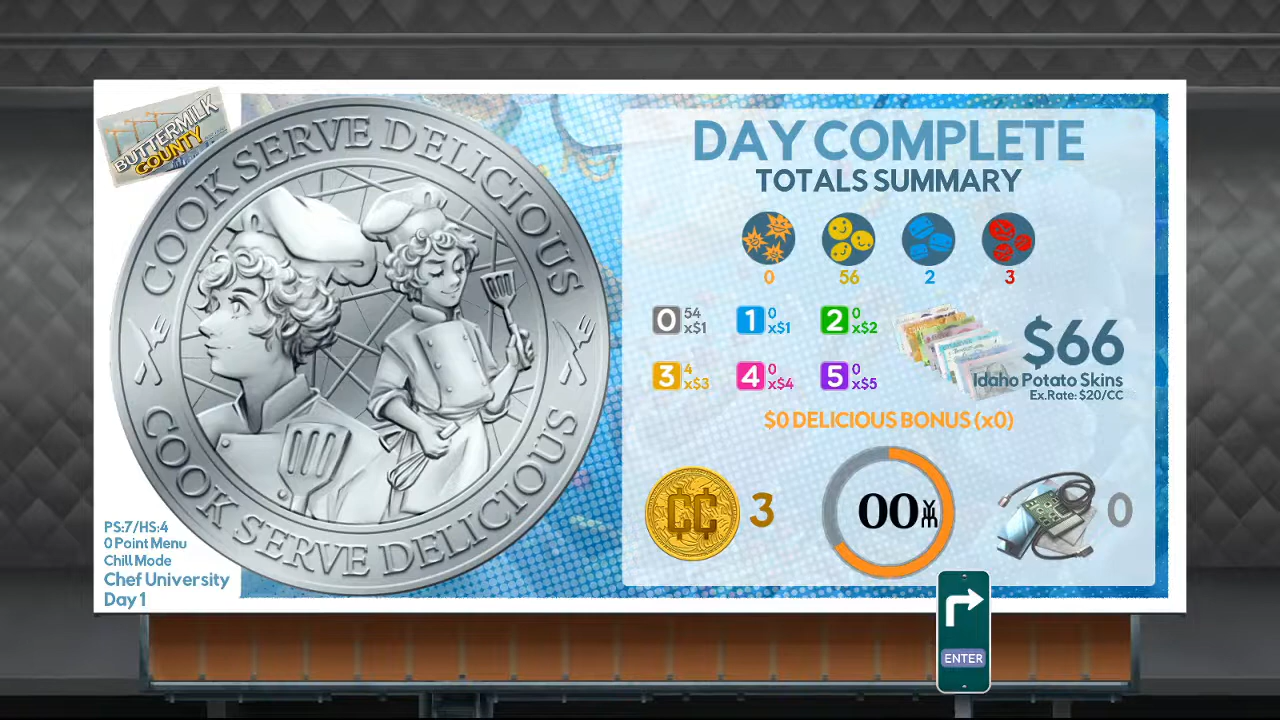 BUTTERMILK
COUNTY
COOK SERVE DELICIOUS
COOK SERVE DELICIOUS
PS:7/HS:4
0 Point Menu
Chill Mode
Chef University
Day 1
DAY COMPLETE
TOTALS SUMMARY
0 56 2 3
0 54 x$1 1 0 x$1 2 0 x$2
3 4 x$3 4 0 x$4 5 0 x$5
$66
Idaho Potato Skins
Ex.Rate: $20/CC
$0 DELICIOUS BONUS (x0)
3 00 0
ENTER